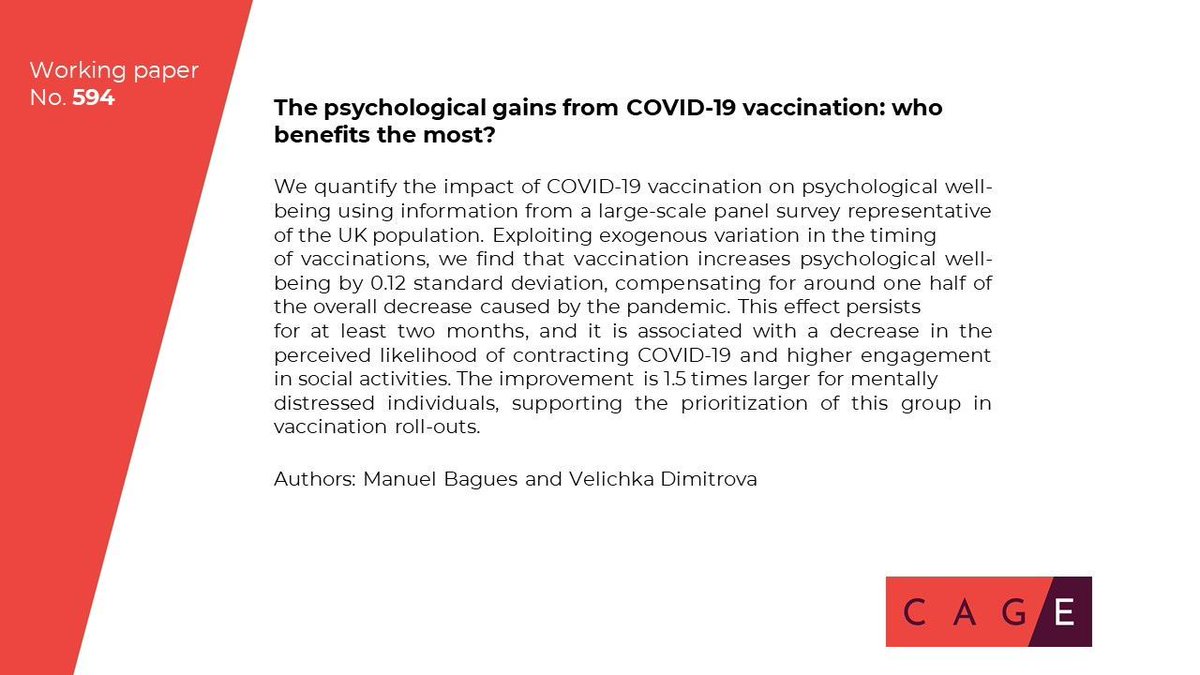 Working paper
No. 594
The psychological gains from COVID-19 vaccination: who
benefits the most?
We quantify the impact of COVID-19 vaccination on psychological well-
being using information from a large-scale panel survey representative
of the UK population. Exploiting exogenous variation in the timing
of vaccinations, we find that vaccination increases psychological well-
being by 0.12 standard deviation, compensating for around one half of
the overall decrease caused by the pandemic. This effect persists
for at least two months, and it is associated with a decrease in the
perceived likelihood of contracting COVID-19 and higher engagement
in social activities. The improvement is 1.5 times larger for mentally
distressed individuals, supporting the prioritization of this group in
vaccination roll-outs.
Authors: Manuel Bagues and Velichka Dimitrova
CAGE